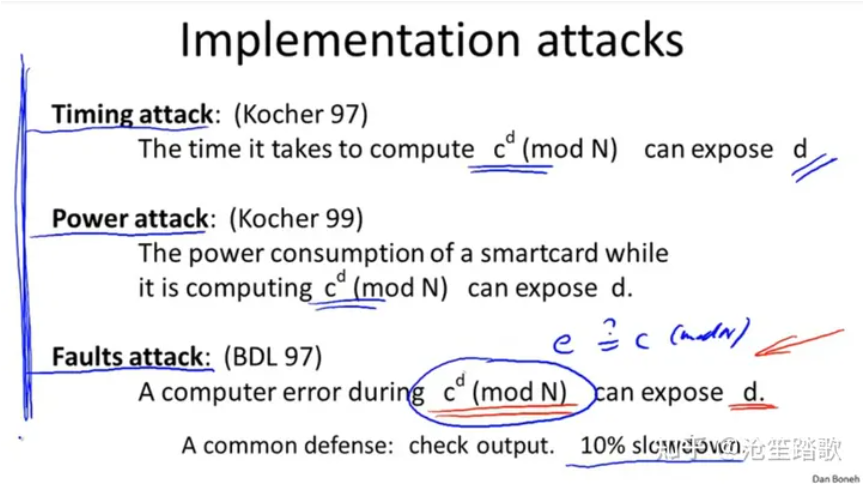 Implementation attacks
Timing attack: (Kocher 97)
The time it takes to compute c^d (mod N) can expose d
Power attack: (Kocher 99)
The power consumption of a smartcard while
it is computing c^d (mod N) can expose d.
e ≟ c (mod N)
Faults attack: (BDL 97)
A computer error during c^d (mod N) can expose d.
A common defense: check output. 10% slowdown.
知乎 @沧笙踏歌
Dan Boneh